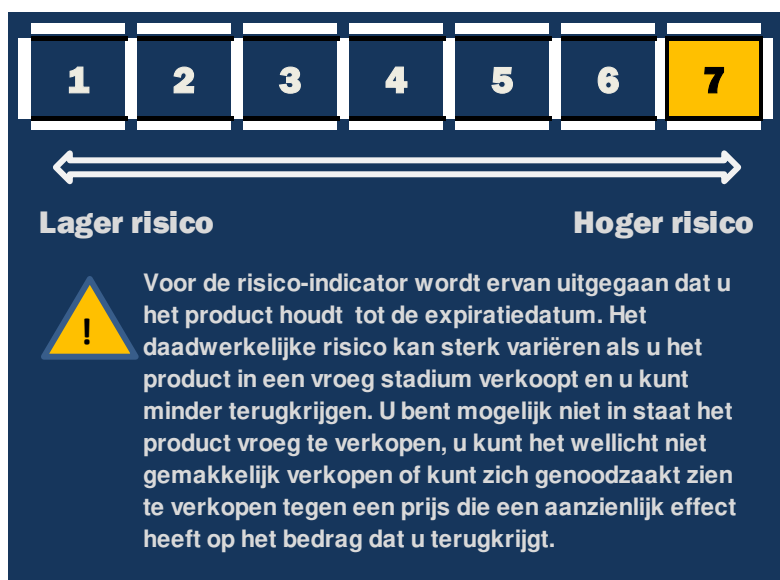 1 2 3 4 5 6 7
Lager risico Hoger risico
Voor de risico-indicator wordt ervan uitgegaan dat u
het product houdt tot de expiratiedatum. Het
! daadwerkelijke risico kan sterk variëren als u het
product in een vroeg stadium verkoopt en u kunt
minder terugkrijgen. U bent mogelijk niet in staat het
product vroeg te verkopen, u kunt het wellicht niet
gemakkelijk verkopen of kunt zich genoodzaakt zien
te verkopen tegen een prijs die een aanzienlijk effect
heeft op het bedrag dat u terugkrijgt.